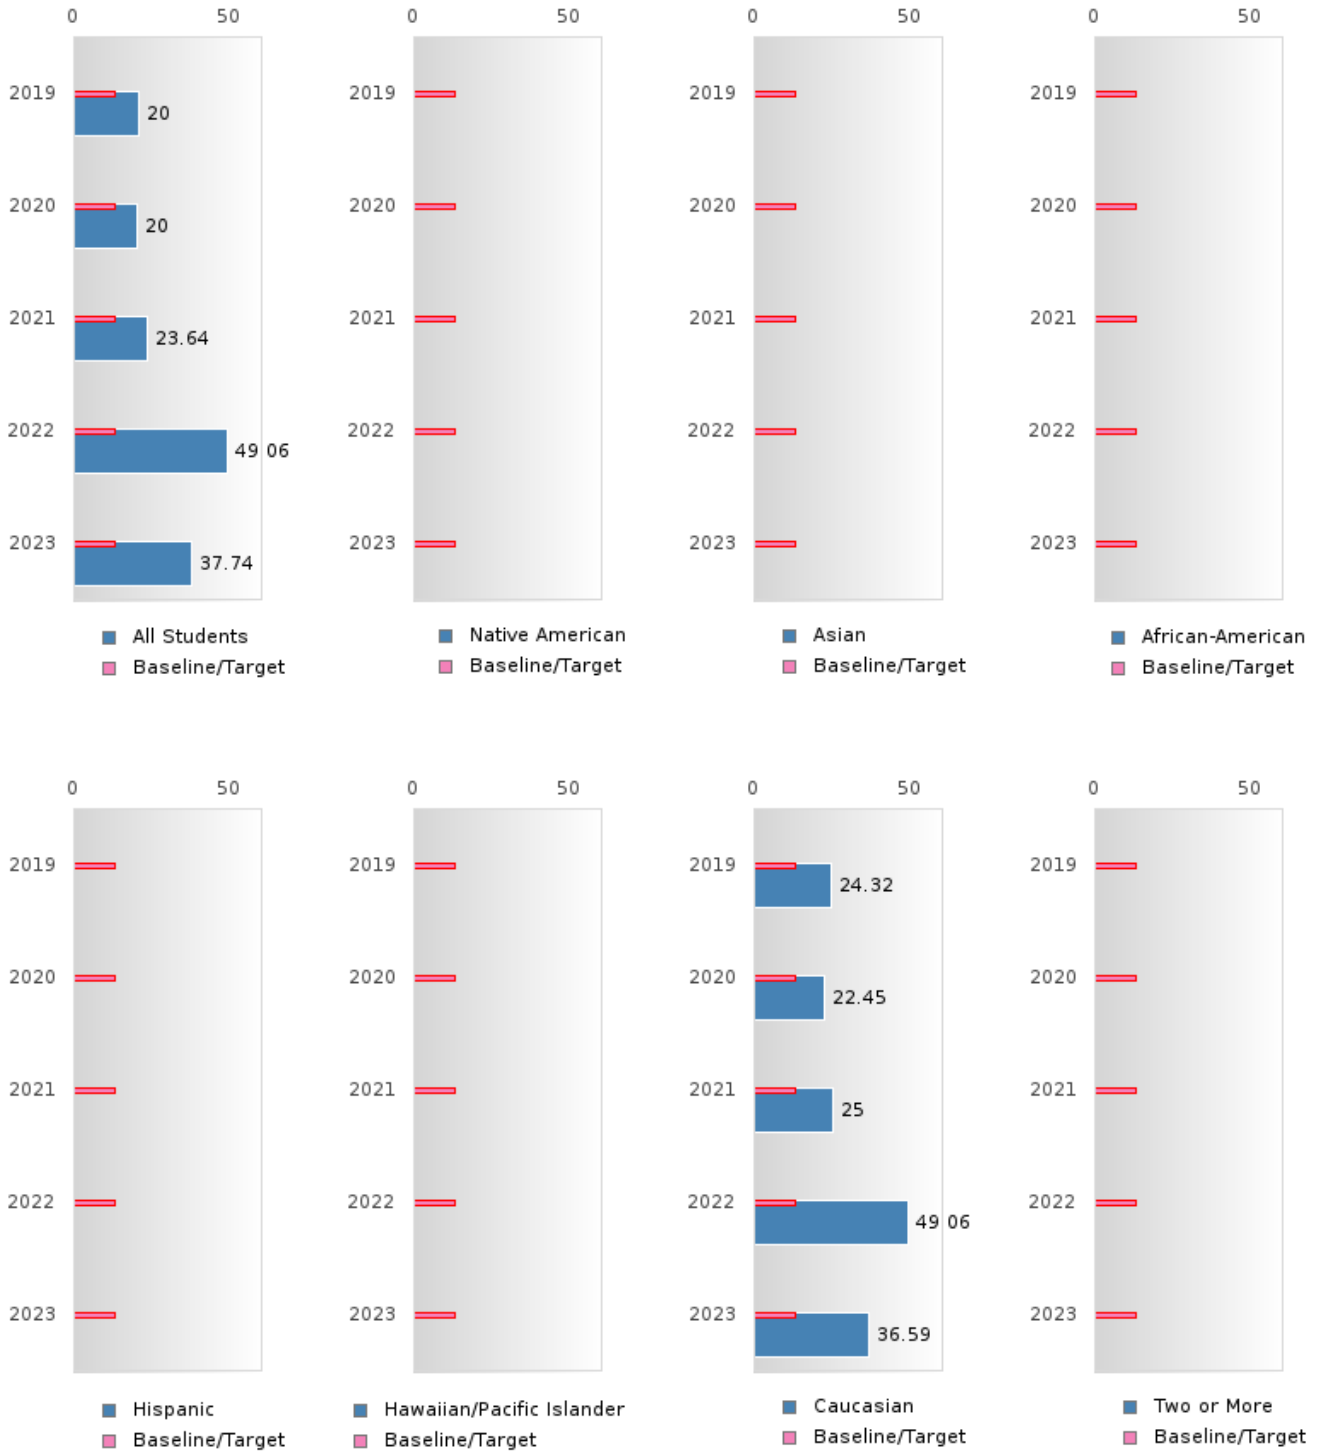 0 50 0 50 0 50 0 50
2019 20 2019 2019 2019
2020 20 2020 2020 2020
2021 23.64 2021 2021 2021
2022 49 06 2022 2022 2022
2023 37.74 2023 2023 2023
All Students Native American Asian African-American
Baseline/Target Baseline/Target Baseline/Target Baseline/Target
0 50 0 50 0 50 0 50
2019 2019 2019 24.32 2019
2020 2020 2020 22.45 2020
2021 2021 2021 25 2021
2022 2022 2022 49 06 2022
2023 2023 2023 36.59 2023
Hispanic Hawaiian/Pacific Islander Caucasian Two or More
Baseline/Target Baseline/Target Baseline/Target Baseline/Target